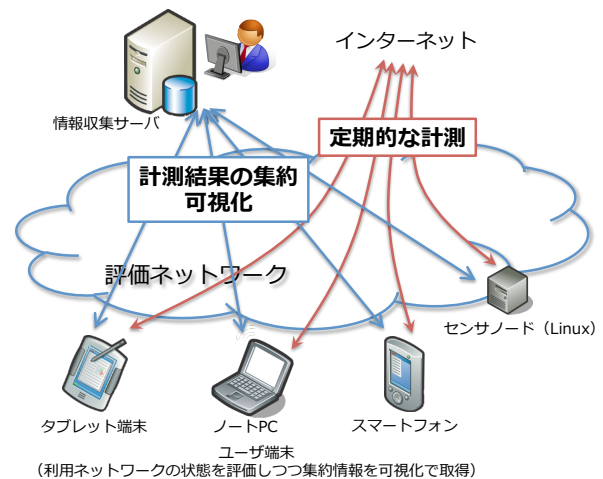 インターネット
情報収集サーバ
定期的な計測
計測結果の集約
可視化
評価ネットワーク
センサノード（Linux）
タブレット端末
ノートPC
スマートフォン
ユーザ端末
（利用ネットワークの状態を評価しつつ集約情報を可視化で取得）